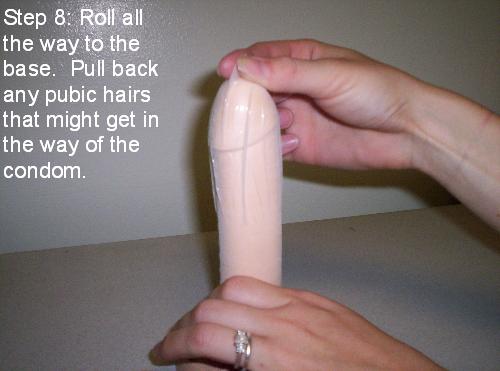 Step 8: Roll all
the way to the
base.  Pull back
any pubic hairs
that might get in
the way of the
condom.